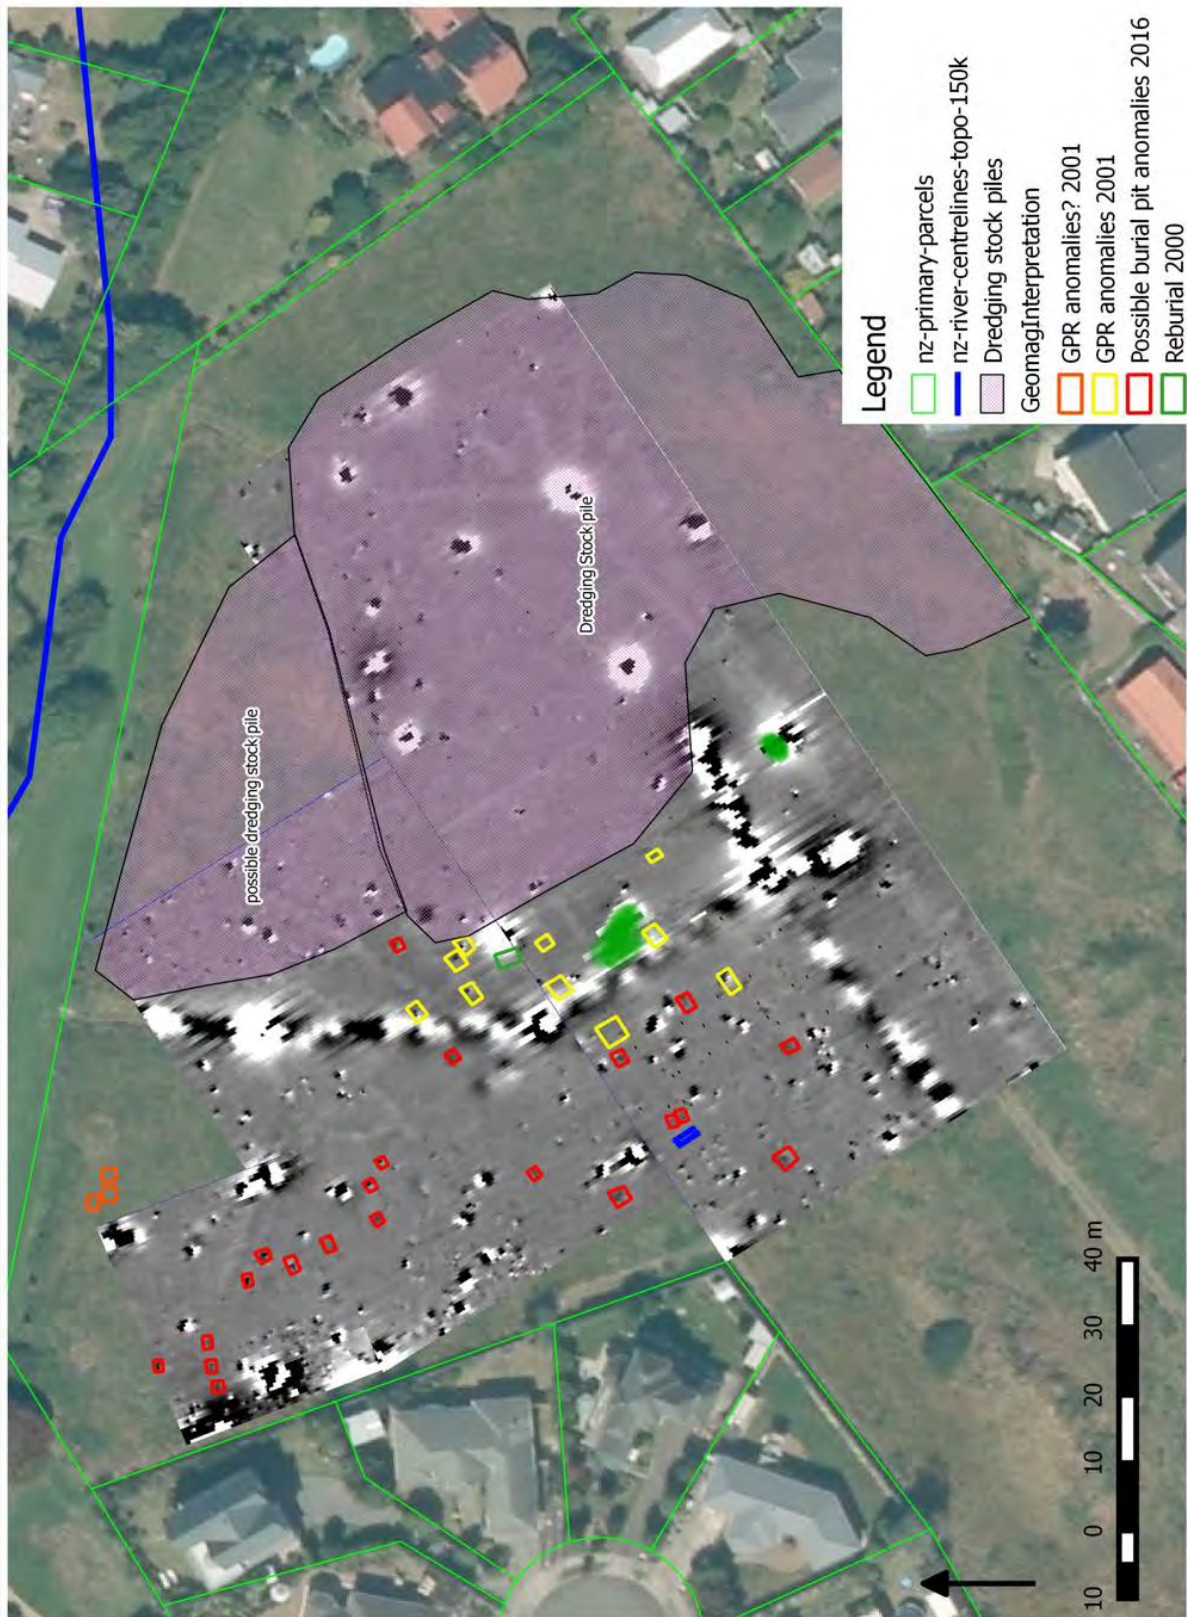 possible dredging stock pile
Dredging Stock pile
Legend
nz-primary-parcels
nz-river-centrelines-topo-150k
Dredging stock piles
GeomagInterpretation
GPR anomalies? 2001
GPR anomalies 2001
Possible burial pit anomalies 2016
Reburial 2000
10 0 10 20 30 40 m